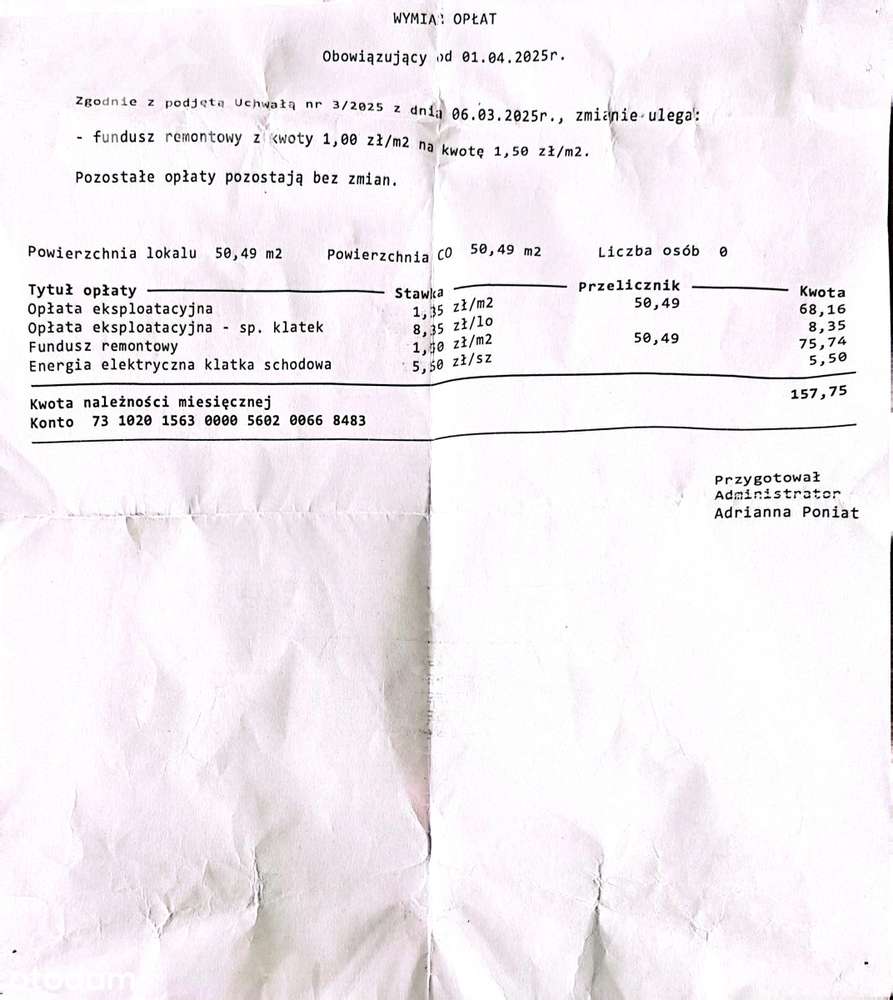 WYMIAR OPŁAT
Obowiązujący od 01.04.2025r.
Zgodnie z podjętą Uchwałą nr 3/2025 z dnia 06.03.2025r., zmianie ulega:
- fundusz remontowy z kwoty 1,00 zł/m2 na kwotę 1,50 zł/m2.
Pozostałe opłaty pozostają bez zmian.
Powierzchnia lokalu 50,49 m2 Powierzchnia CO 50,49 m2 Liczba osób 0
Tytuł opłaty Stawka Przelicznik Kwota
Opłata eksploatacyjna 1,35 zł/m2 50,49 68,16
Opłata eksploatacyjna - sp. klatek 8,35 zł/lo 8,35
Fundusz remontowy 1,50 zł/m2 50,49 75,74
Energia elektryczna klatka schodowa 5,50 zł/sz 5,50
Kwota należności miesięcznej 157,75
Konto 73 1020 1563 0000 5602 0066 8483
Przygotował
Administrator
Adrianna Poniat